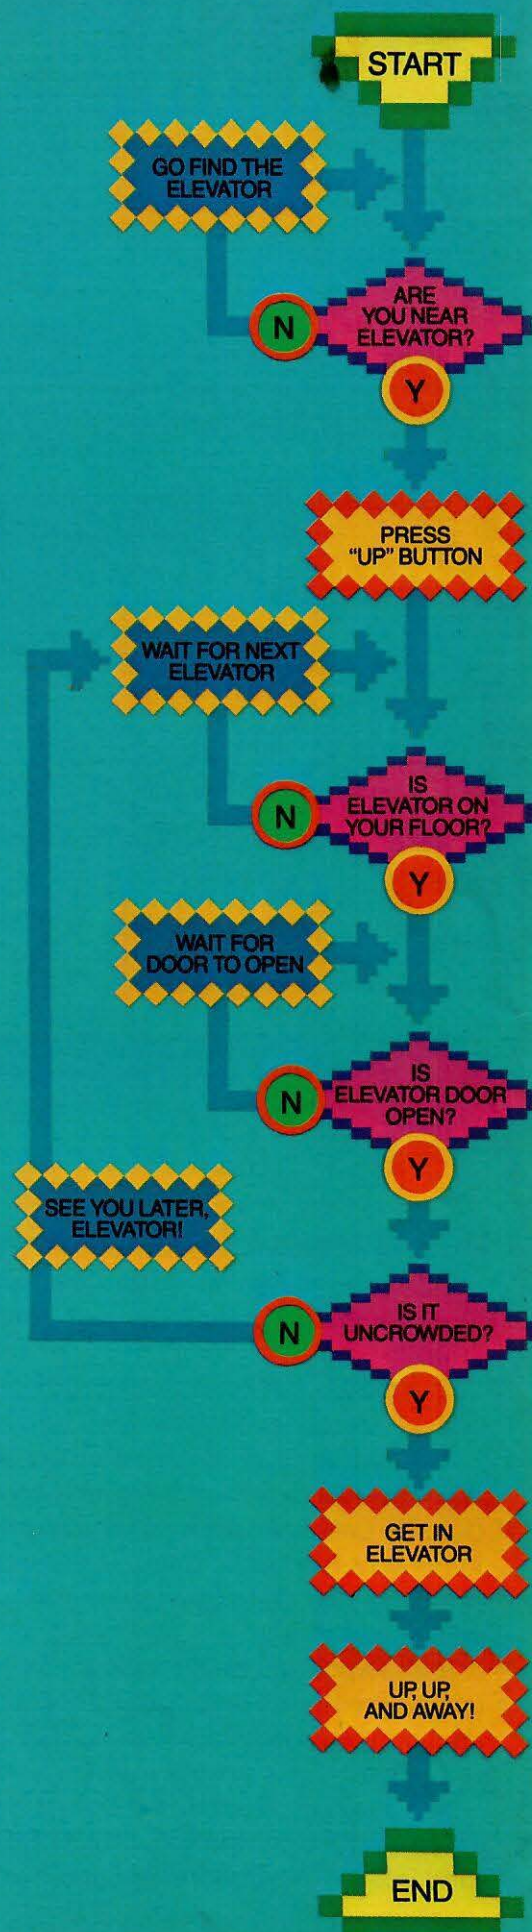 START
GO FIND THE
ELEVATOR
ARE
YOU NEAR
ELEVATOR?
N
Y
PRESS
"UP" BUTTON
WAIT FOR NEXT
ELEVATOR
IS
ELEVATOR ON
YOUR FLOOR?
N
Y
WAIT FOR
DOOR TO OPEN
IS
ELEVATOR DOOR
OPEN?
N
Y
SEE YOU LATER,
ELEVATOR!
IS IT
UNCROWDED?
N
Y
GET IN
ELEVATOR
UP, UP,
AND AWAY!
END